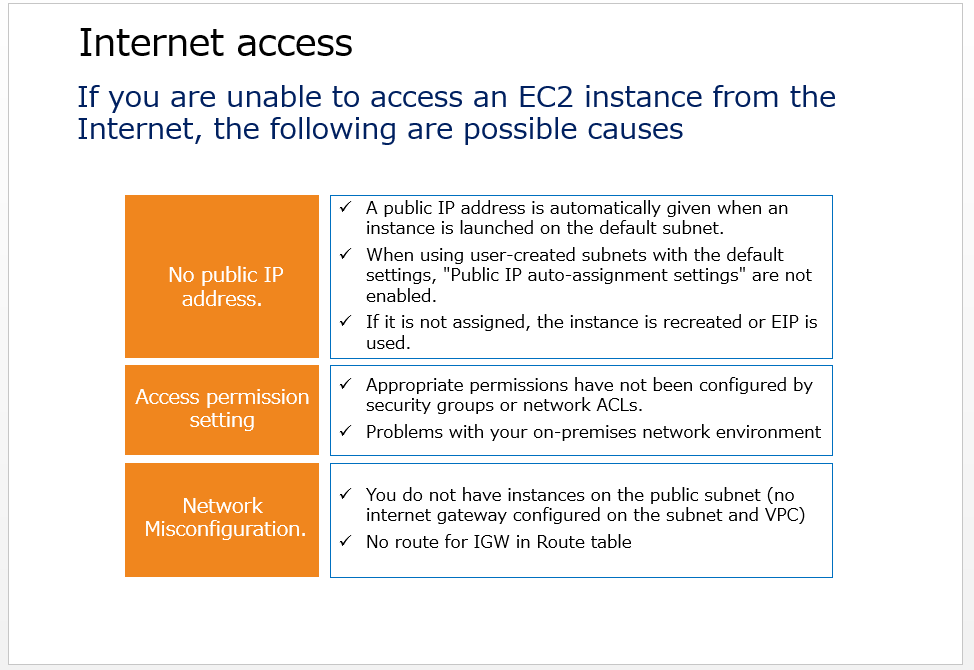 Internet access
If you are unable to access an EC2 instance from the
Internet, the following are possible causes
No public IP
address.
✓ A public IP address is automatically given when an
instance is launched on the default subnet.
✓ When using user-created subnets with the default
settings, "Public IP auto-assignment settings" are not
enabled.
✓ If it is not assigned, the instance is recreated or EIP is
used.
Access permission
setting
✓ Appropriate permissions have not been configured by
security groups or network ACLs.
✓ Problems with your on-premises network environment
Network
Misconfiguration.
✓ You do not have instances on the public subnet (no
internet gateway configured on the subnet and VPC)
✓ No route for IGW in Route table